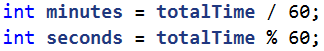 int minutes = totalTime / 60;
int seconds = totalTime % 60;